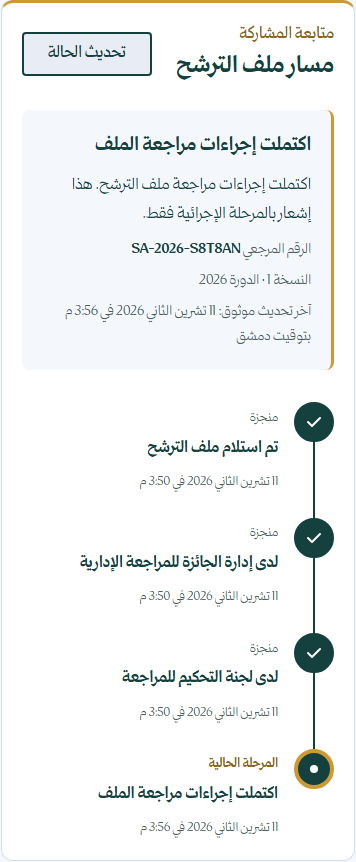 متابعة المشاركة
مسار ملف الترشح
تحديث الحالة
اكتملت إجراءات مراجعة الملف
اكتملت إجراءات مراجعة ملف الترشح. هذا
إشعار بالمرحلة الإجرائية فقط.
الرقم المرجعي SA-2026-S8T8AN
النسخة 1 · الدورة 2026
آخر تحديث موثوق: 11 تشرين الثاني 2026 في 3:56 م
بتوقيت دمشق
منجزة
تم استلام ملف الترشح
11 تشرين الثاني 2026 في 3:50 م
منجزة
لدى إدارة الجائزة للمراجعة الإدارية
11 تشرين الثاني 2026 في 3:50 م
منجزة
لدى لجنة التحكيم للمراجعة
11 تشرين الثاني 2026 في 3:50 م
المرحلة الحالية
اكتملت إجراءات مراجعة الملف
11 تشرين الثاني 2026 في 3:56 م